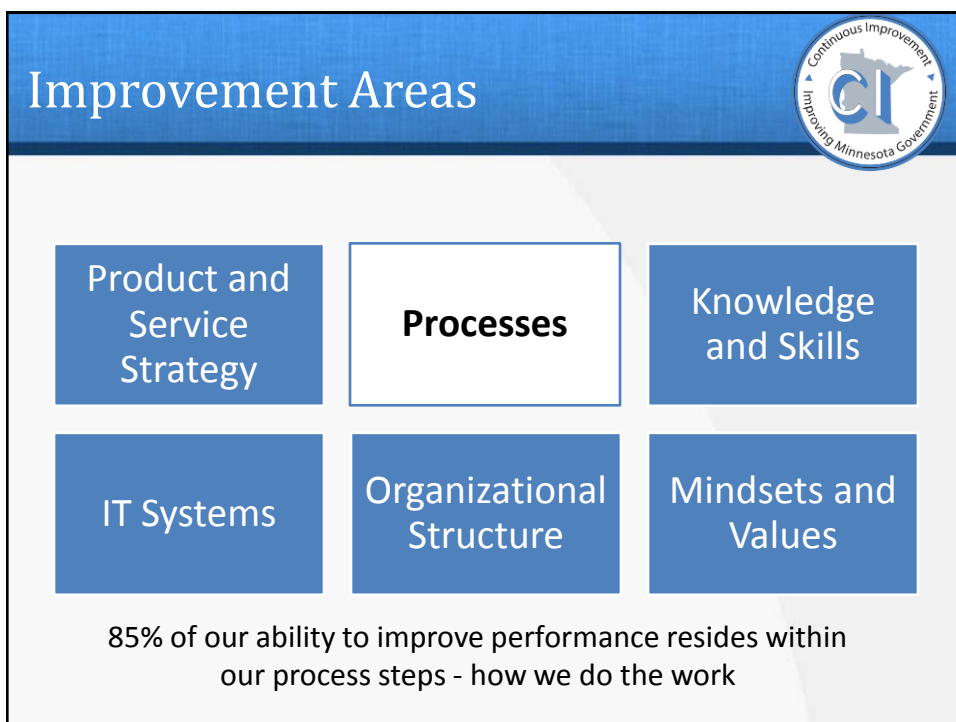 Improvement Areas
Continuous Improvement
CI
Improving Minnesota Government
Product and
Service
Strategy
Processes
Knowledge
and Skills
IT Systems
Organizational
Structure
Mindsets and
Values
85% of our ability to improve performance resides within
our process steps - how we do the work